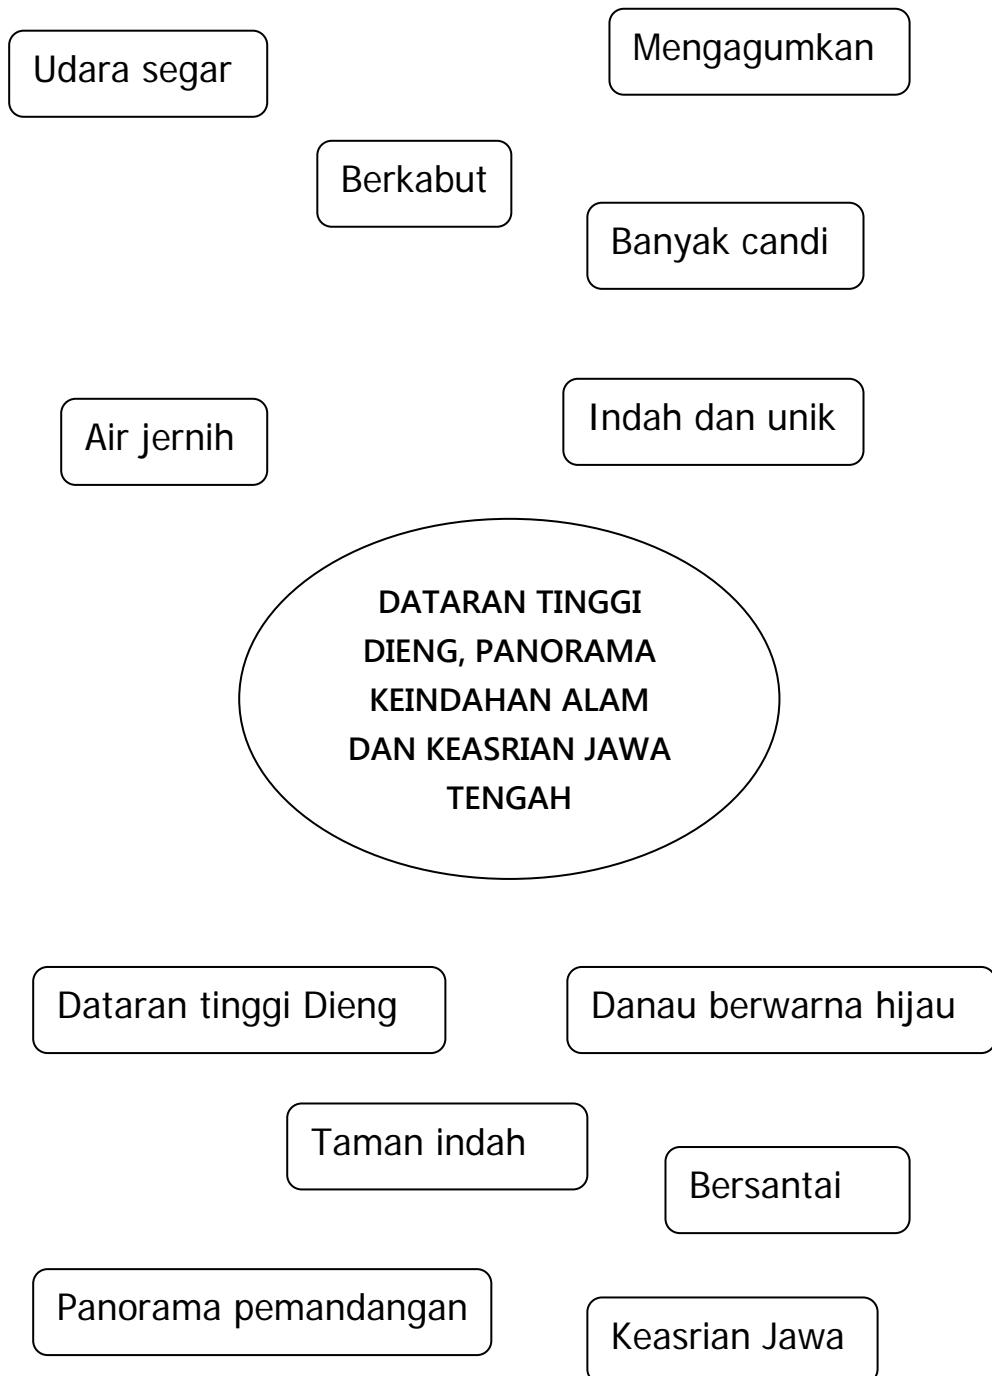 Udara segar
Mengagumkan
Berkabut
Banyak candi
Air jernih
Indah dan unik
DATARAN TINGGI
DIENG, PANORAMA
KEINDAHAN ALAM
DAN KEASRIAN JAWA
TENGAH
Dataran tinggi Dieng
Danau berwarna hijau
Taman indah
Bersantai
Panorama pemandangan
Keasrian Jawa